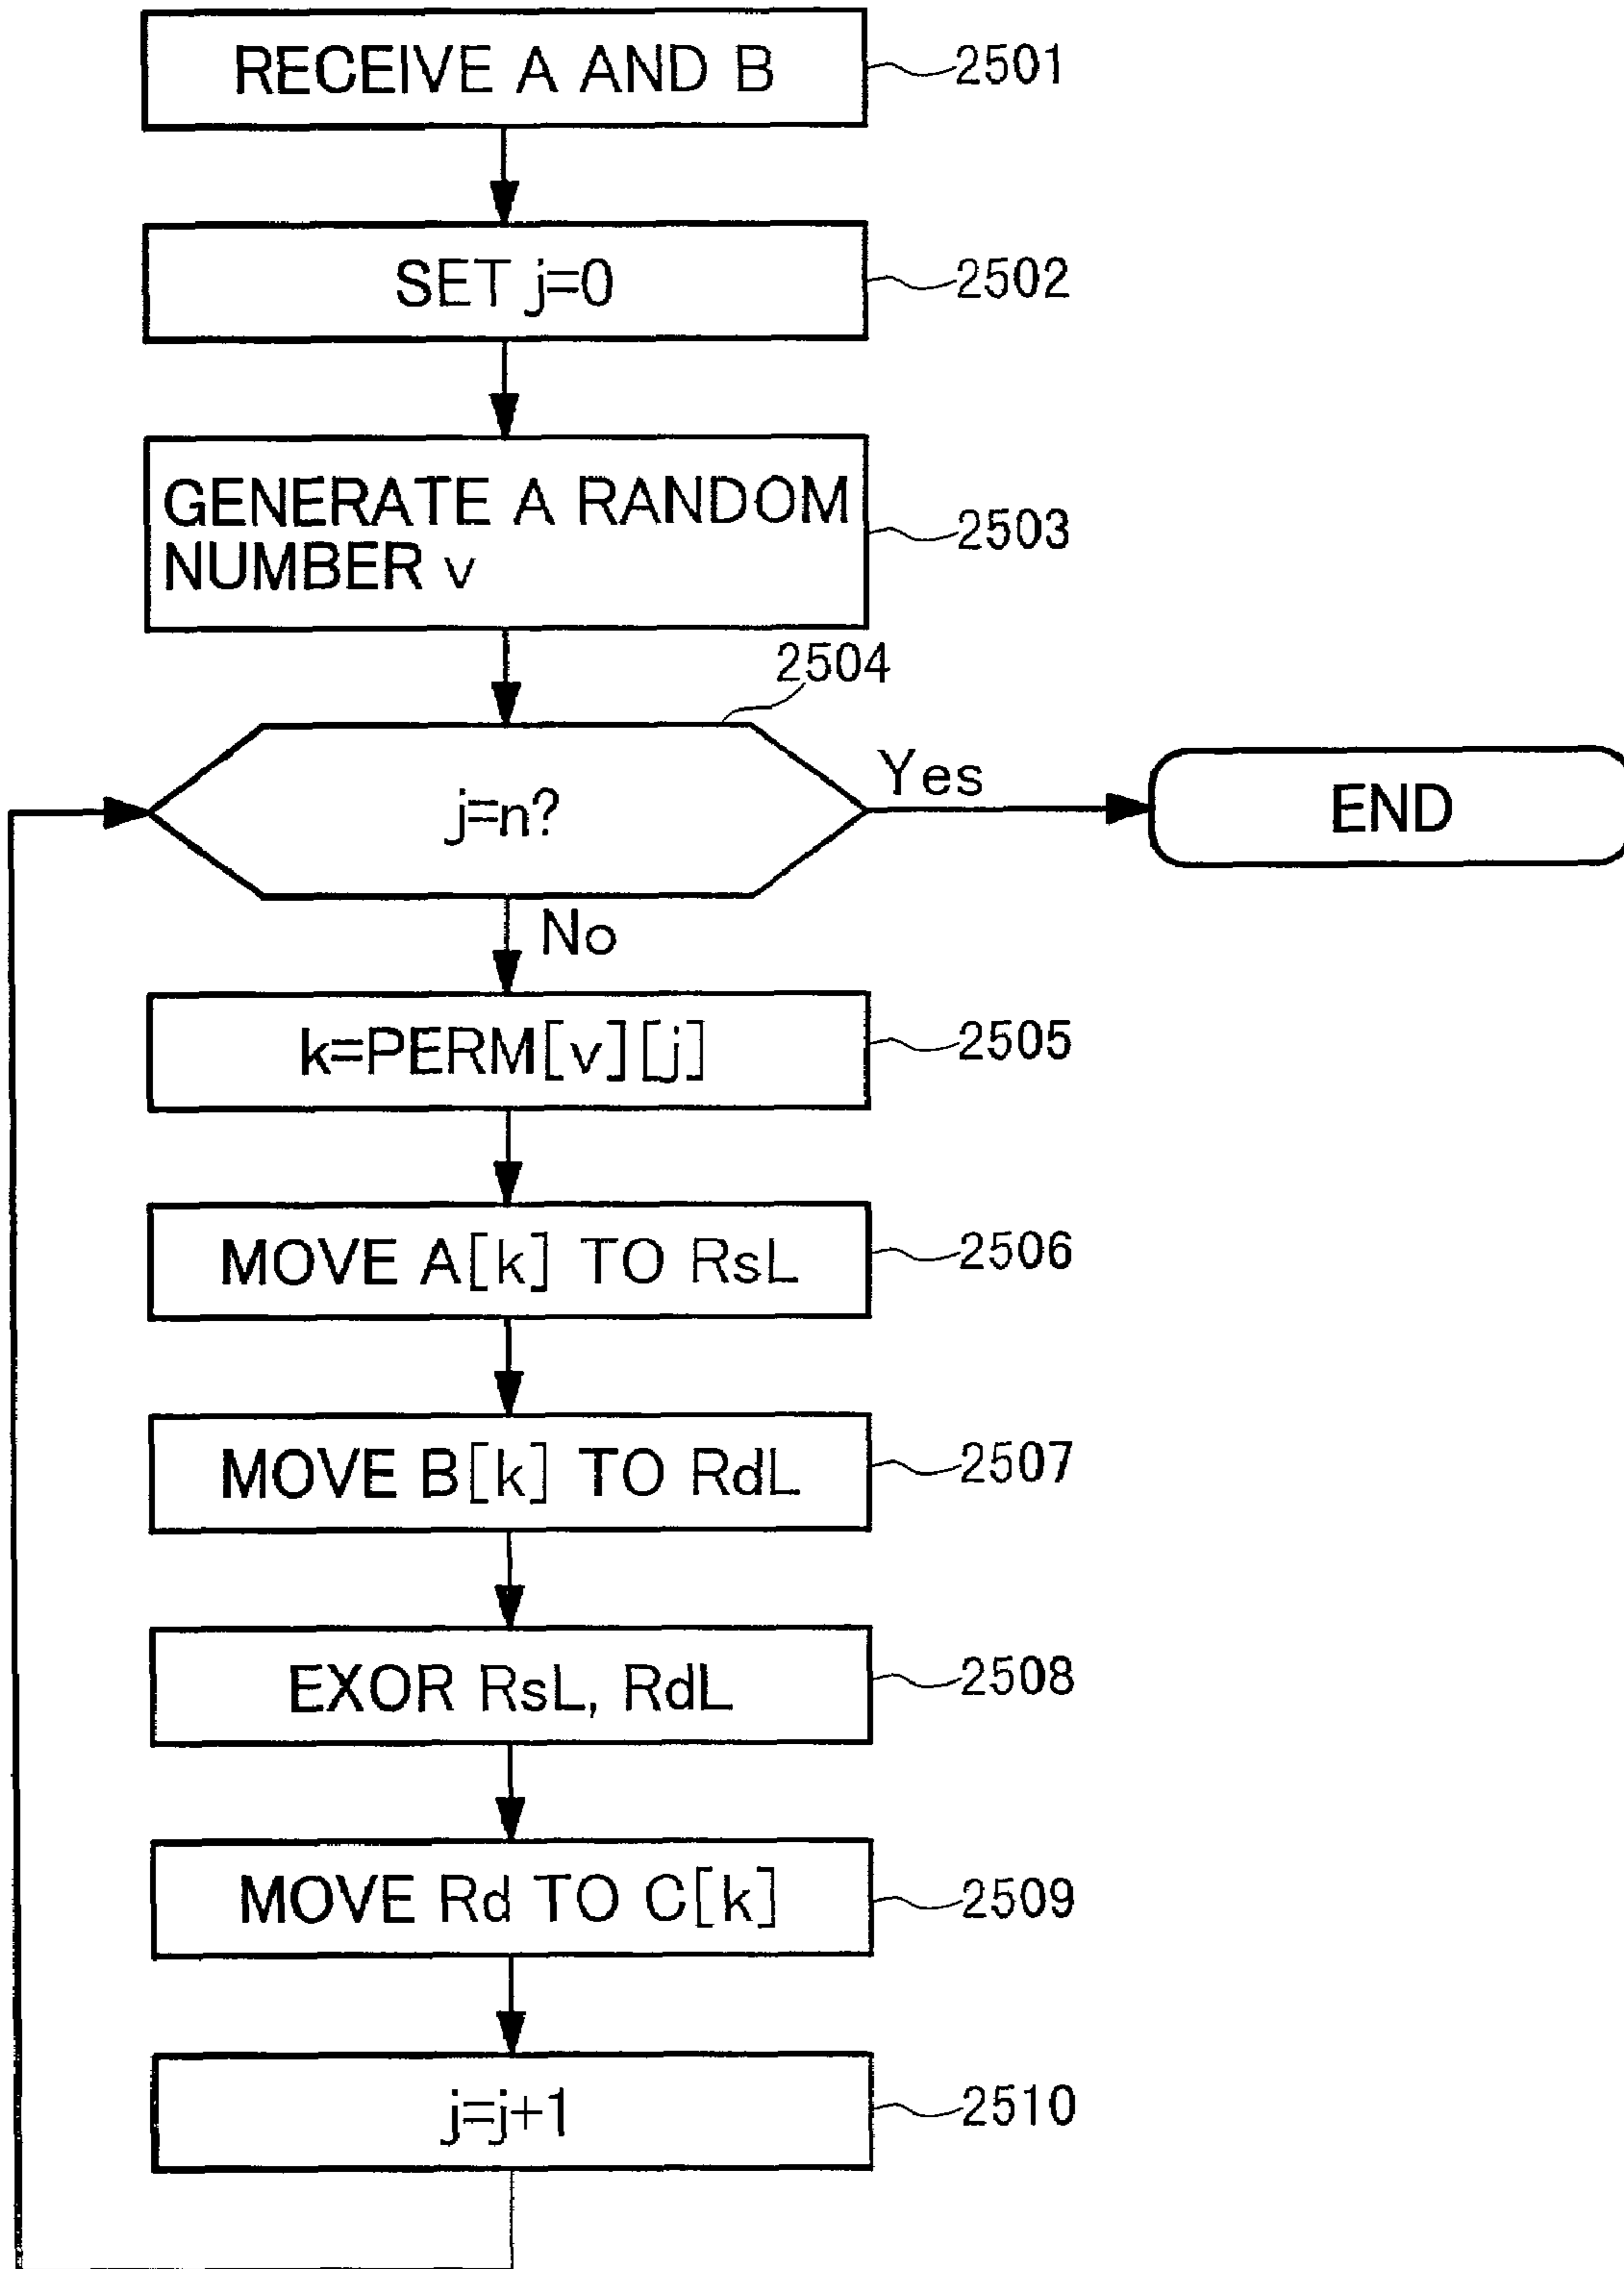 RECEIVE A AND B
2501
SET j=0
2502
GENERATE A RANDOM
NUMBER v
2503
2504
j=n?
Yes
END
No
k=PERM[v][j]
2505
MOVE A[k] TO RsL
2506
MOVE B[k] TO RdL
2507
EXOR RsL, RdL
2508
MOVE Rd TO C[k]
2509
j=j+1
2510